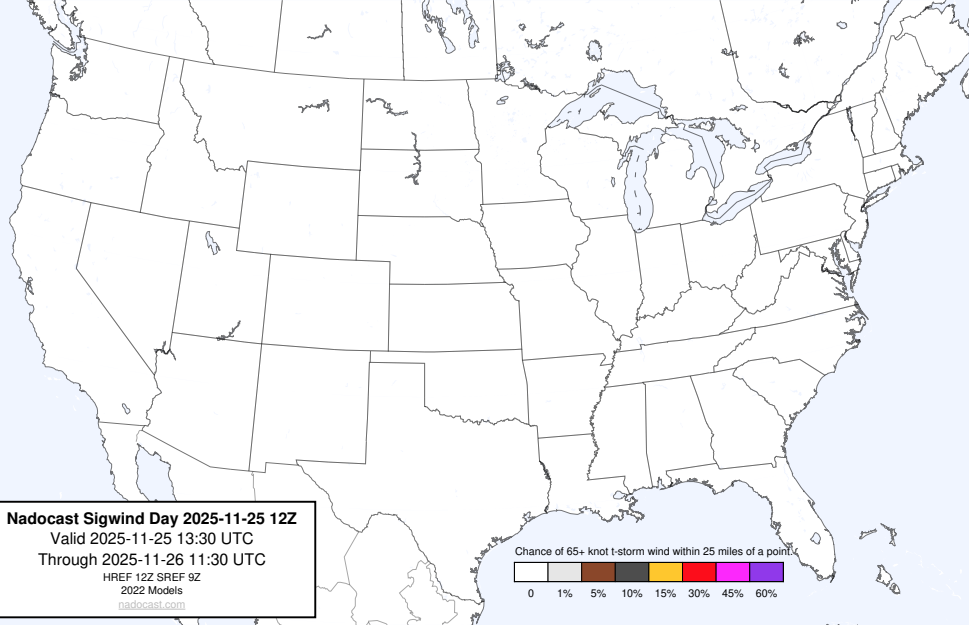 Nadocast Sigwind Day 2025-11-25 12Z
Valid 2025-11-25 13:30 UTC
Through 2025-11-26 11:30 UTC
HREF 12Z SREF 9Z
2022 Models
nadocast.com
Chance of 65+ knot t-storm wind within 25 miles of a point.
0 1% 5% 10% 15% 30% 45% 60%